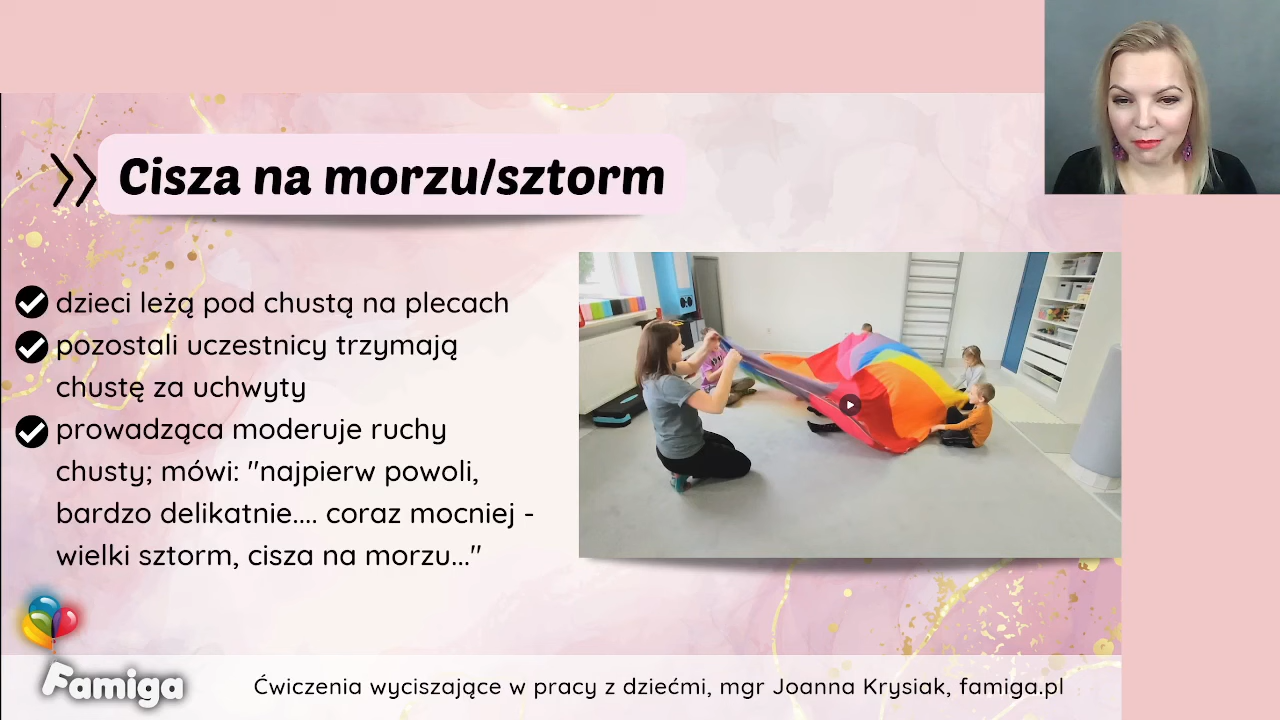 Cisza na morzu/sztorm
dzieci leżą pod chustą na plecach
pozostali uczestnicy trzymają
chustę za uchwyty
prowadząca moderuje ruchy
chusty; mówi: "najpierw powoli,
bardzo delikatnie.... coraz mocniej -
wielki sztorm, cisza na morzu..."
Famiga
Ćwiczenia wyciszające w pracy z dziećmi, mgr Joanna Krysiak, famiga.pl